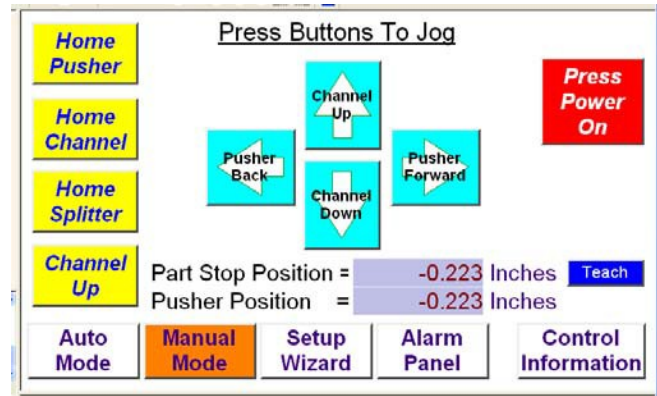 Press Buttons To Jog
Home
Pusher
Home
Channel
Home
Splitter
Channel
Up
Channel
Up
Pusher
Back
Pusher
Forward
Channel
Down
Press
Power
On
Part Stop Position = -0.223 Inches Teach
Pusher Position = -0.223 Inches
Auto
Mode
Manual
Mode
Setup
Wizard
Alarm
Panel
Control
Information